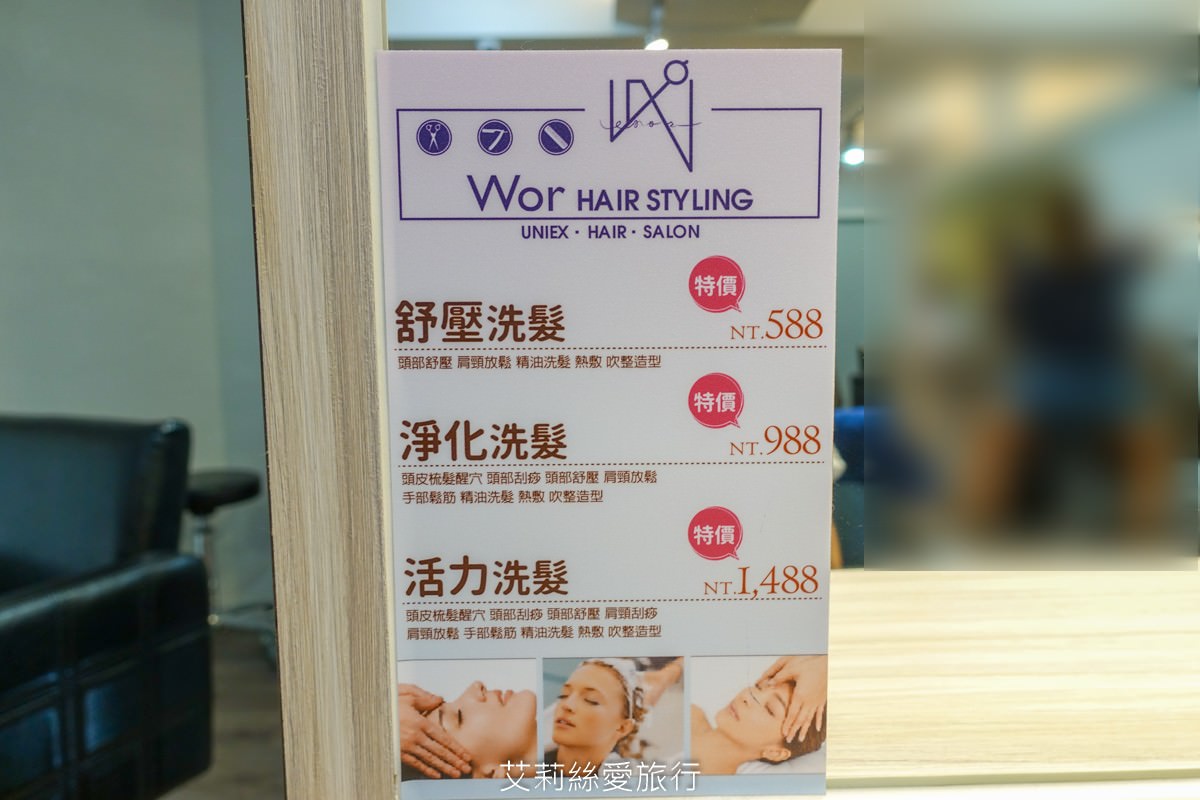 Wor HAIR STYLING
UNIEX · HAIR · SALON
特價
舒壓洗髮 NT.588
頭部舒壓 肩頸放鬆 精油洗髮 熱敷 吹整造型
特價
淨化洗髮 NT.988
頭皮梳髮醒穴 頭部刮痧 頭部舒壓 肩頸放鬆
手部鬆筋 精油洗髮 熱敷 吹整造型
特價
活力洗髮 NT.1,488
頭皮梳髮醒穴 頭部刮痧 頭部舒壓 肩頸刮痧
肩頸放鬆 手部鬆筋 精油洗髮 熱敷 吹整造型
艾莉絲愛旅行